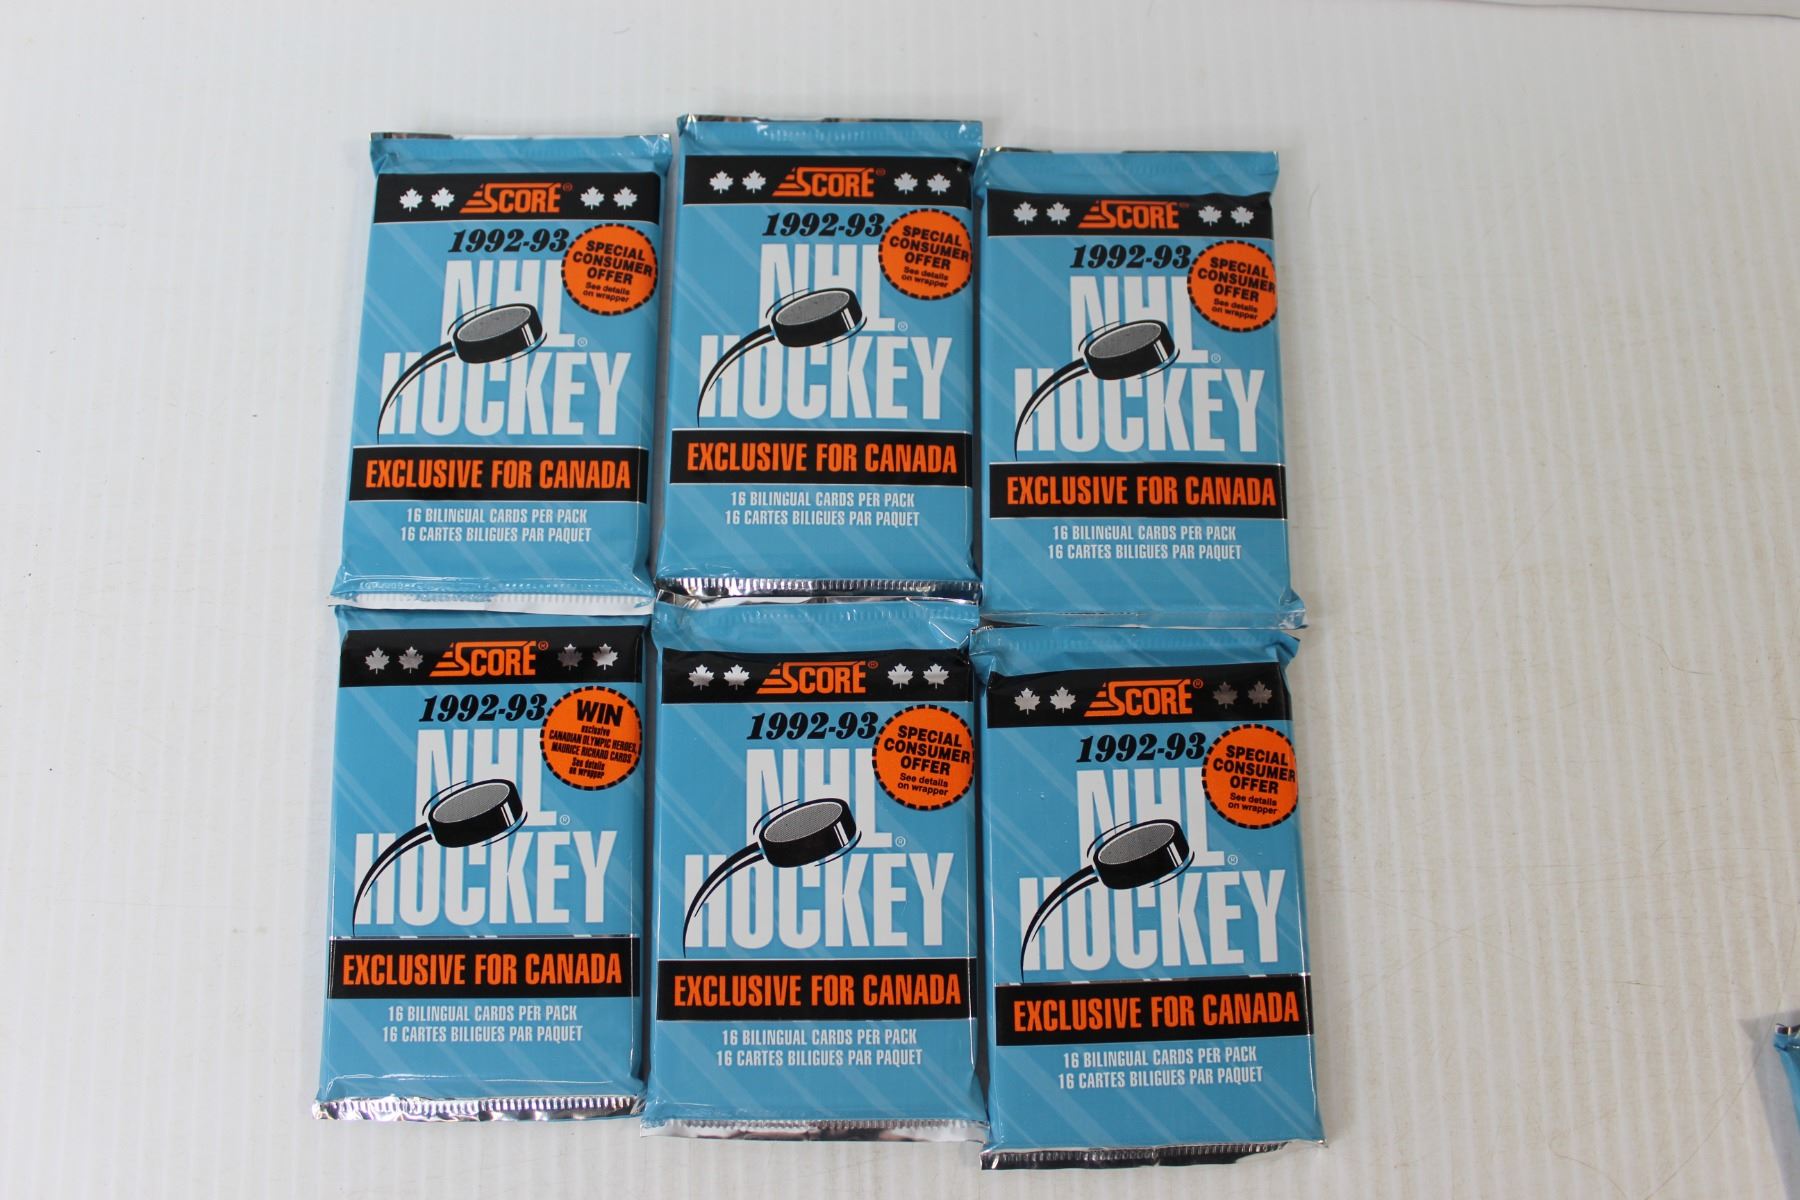 SCORE®
1992-93
SPECIAL
CONSUMER
OFFER
See details
on wrapper
NHL®
HOCKEY
EXCLUSIVE FOR CANADA
16 BILINGUAL CARDS PER PACK
16 CARTES BILIGUES PAR PAQUET
SCORE®
1992-93
SPECIAL
CONSUMER
OFFER
See details
on wrapper
NHL®
HOCKEY
EXCLUSIVE FOR CANADA
16 BILINGUAL CARDS PER PACK
16 CARTES BILIGUES PAR PAQUET
SCORE®
1992-93
SPECIAL
CONSUMER
OFFER
See details
on wrapper
NHL®
HOCKEY
EXCLUSIVE FOR CANADA
16 BILINGUAL CARDS PER PACK
16 CARTES BILIGUES PAR PAQUET
SCORE®
1992-93
WIN
exclusive
CANADIAN OLYMPIC HEROES,
MAURICE RICHARD CARDS
See details
on wrapper
NHL®
HOCKEY
EXCLUSIVE FOR CANADA
16 BILINGUAL CARDS PER PACK
16 CARTES BILIGUES PAR PAQUET
SCORE®
1992-93
SPECIAL
CONSUMER
OFFER
See details
on wrapper
NHL®
HOCKEY
EXCLUSIVE FOR CANADA
16 BILINGUAL CARDS PER PACK
16 CARTES BILIGUES PAR PAQUET
SCORE®
1992-93
SPECIAL
CONSUMER
OFFER
See details
on wrapper
NHL®
HOCKEY
EXCLUSIVE FOR CANADA
16 BILINGUAL CARDS PER PACK
16 CARTES BILIGUES PAR PAQUET